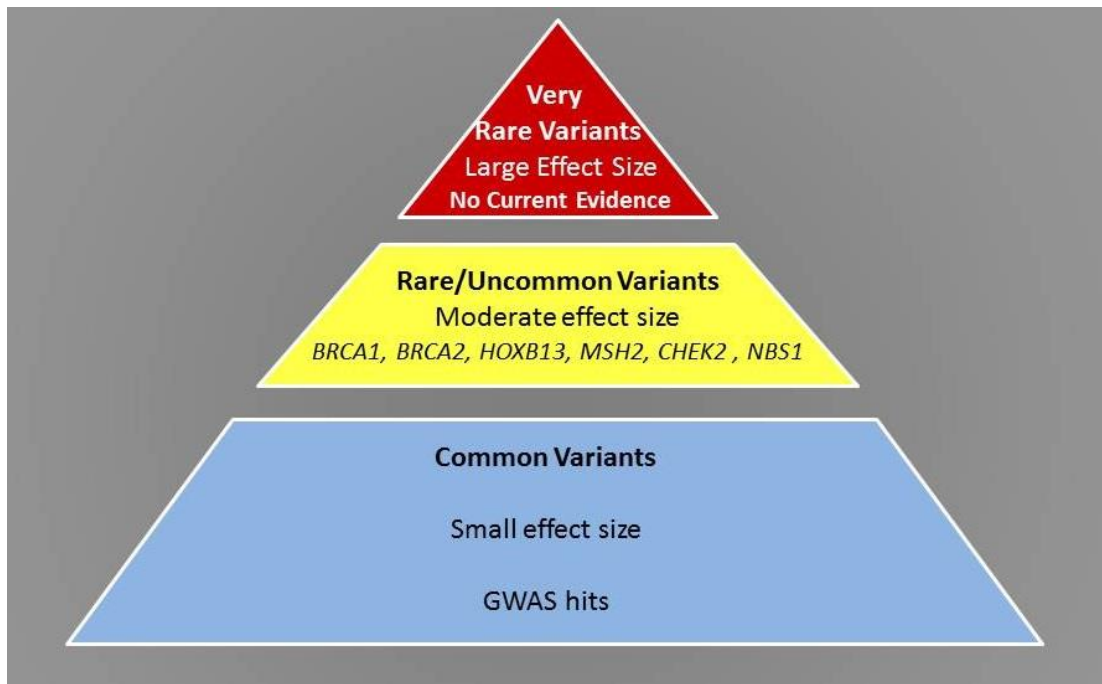 Very
Rare Variants
Large Effect Size
No Current Evidence
Rare/Uncommon Variants
Moderate effect size
BRCA1, BRCA2, HOXB13, MSH2, CHEK2 , NBS1
Common Variants
Small effect size
GWAS hits